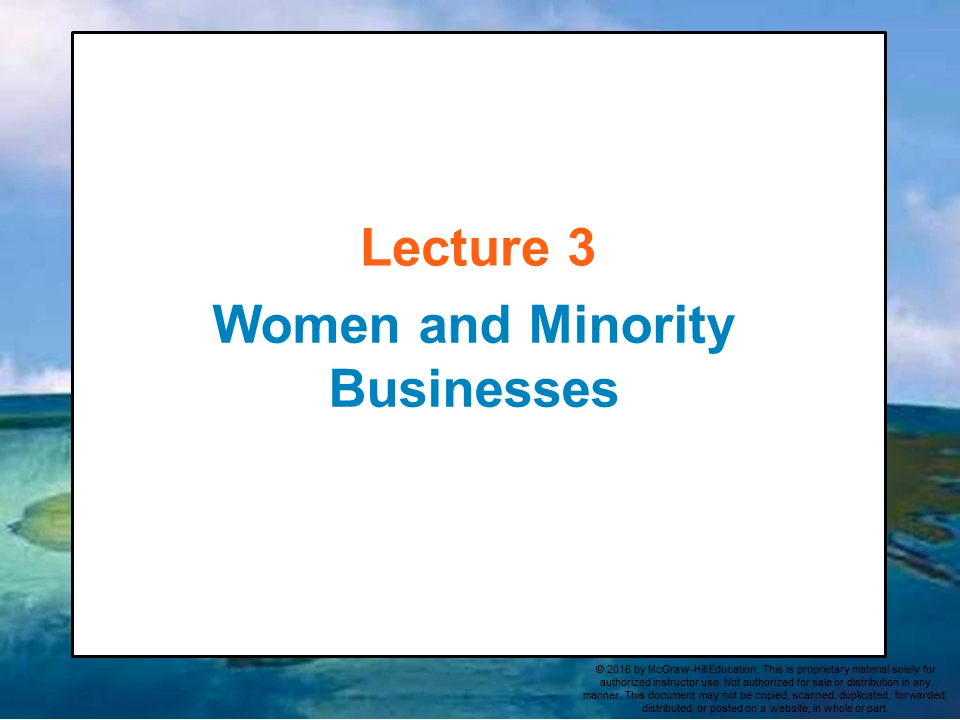 Lecture 3
Women and Minority
Businesses
© 2016 by McGraw-Hill Education. This is proprietary material solely for
authorized instructor use. Not authorized for sale or distribution in any
manner. This document may not be copied, scanned, duplicated, forwarded,
distributed, or posted on a website, in whole or part.